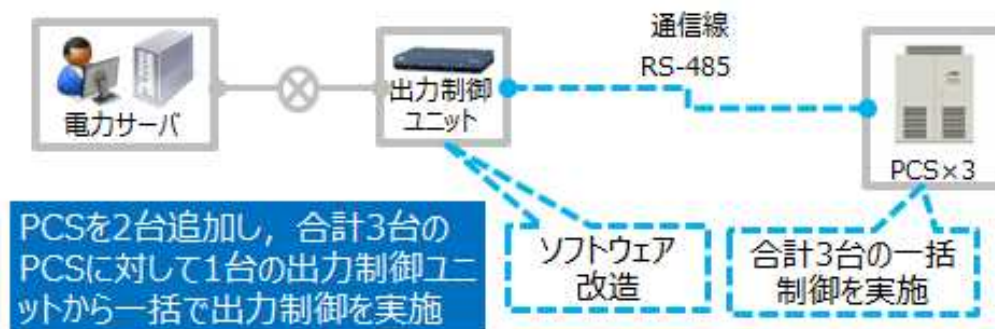 通信線
RS-485
電力サーバ
出力制御
ユニット
PCS×3
PCSを2台追加し，合計3台の
PCSに対して1台の出力制御ユニ
ットから一括で出力制御を実施
ソフトウェア
改造
合計3台の一括
制御を実施